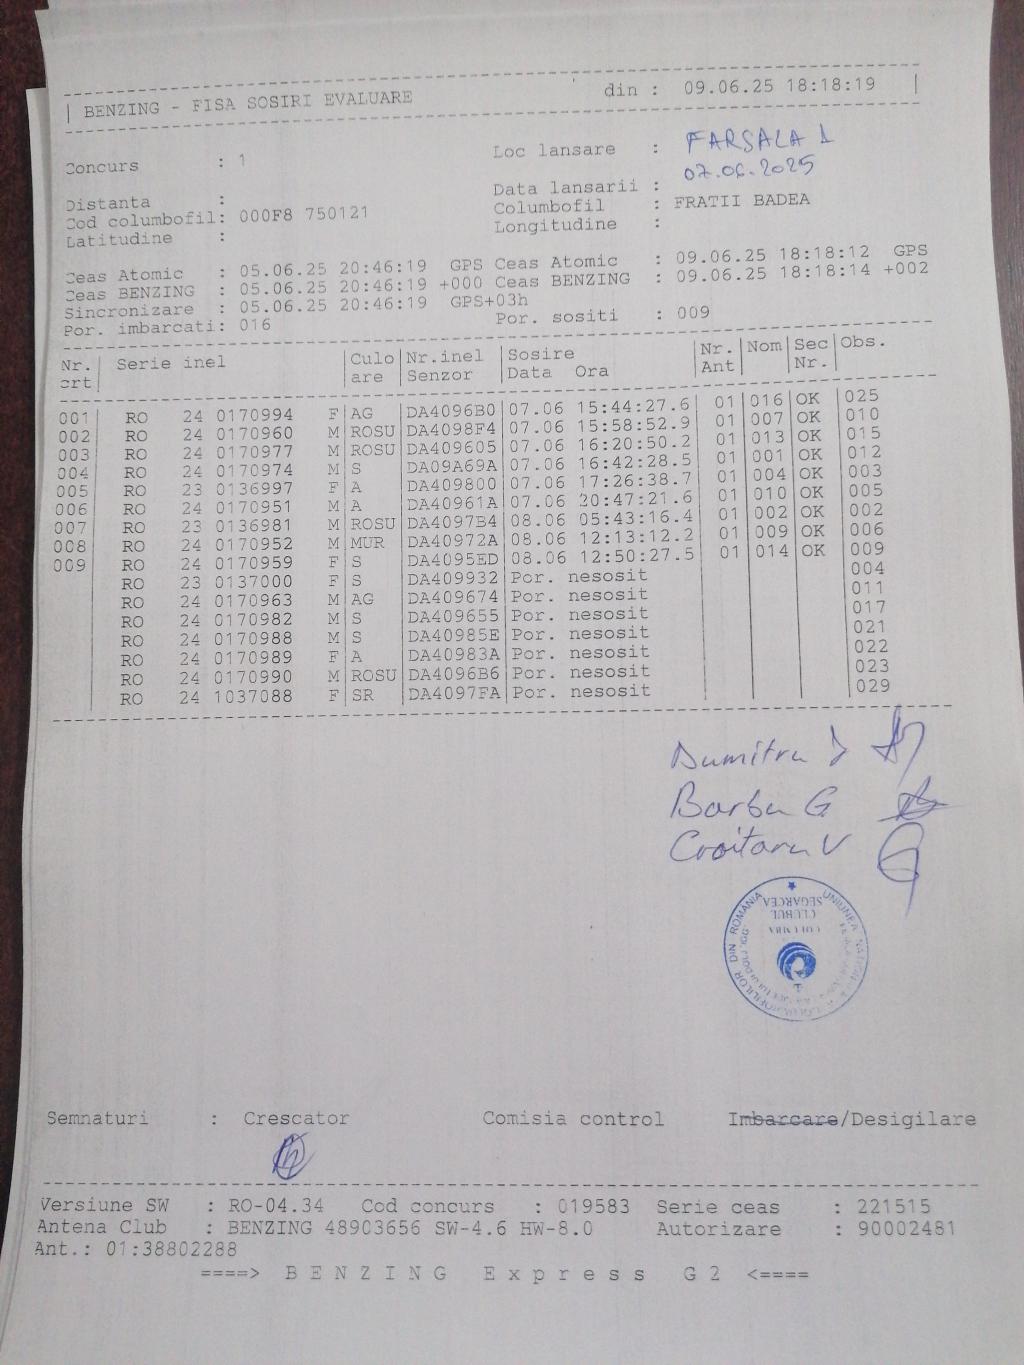 BENZING - FISA SOSIRI EVALUARE din : 09.06.25 18:18:19
Concurs : 1 Loc lansare : FARSALA 1
Distanta : Data lansarii : 07.06.2025
Cod columbofil: 000F8 750121 Columbofil : FRATII BADEA
Latitudine : Longitudine :
Ceas Atomic : 05.06.25 20:46:19 GPS Ceas Atomic : 09.06.25 18:18:12 GPS
Ceas BENZING : 05.06.25 20:46:19 +000 Ceas BENZING : 09.06.25 18:18:14 +002
Sincronizare : 05.06.25 20:46:19 GPS+03h
Por. imbarcati: 016 Por. sositi : 009
Nr. Serie inel Culo Nr.inel Sosire Nr. Nom Sec Obs.
crt are Senzor Data Ora Ant Nr.
001 RO 24 0170994 F AG DA4096B0 07.06 15:44:27.6 01 016 OK 025
002 RO 24 0170960 M ROSU DA4098F4 07.06 15:58:52.9 01 007 OK 010
003 RO 24 0170977 M ROSU DA409605 07.06 16:20:50.2 01 013 OK 015
004 RO 24 0170974 M S DA09A69A 07.06 16:42:28.5 01 001 OK 012
005 RO 23 0136997 F A DA409800 07.06 17:26:38.7 01 004 OK 003
006 RO 24 0170951 M A DA40961A 07.06 20:47:21.6 01 010 OK 005
007 RO 23 0136981 M ROSU DA4097B4 08.06 05:43:16.4 01 002 OK 002
008 RO 24 0170952 M MUR DA40972A 08.06 12:13:12.2 01 009 OK 006
009 RO 24 0170959 F S DA4095ED 08.06 12:50:27.5 01 014 OK 009
RO 23 0137000 F S DA409932 Por. nesosit 004
RO 24 0170963 M AG DA409674 Por. nesosit 011
RO 24 0170982 M S DA409655 Por. nesosit 017
RO 24 0170988 M S DA40985E Por. nesosit 021
RO 24 0170989 F A DA40983A Por. nesosit 022
RO 24 0170990 M ROSU DA4096B6 Por. nesosit 023
RO 24 1037088 F SR DA4097FA Por. nesosit 029
Dumitru J
Barbu G
Croitoru V
COLUMBA
CLUBUL
SEGARCEA
Semnaturi : Crescator Comisia control Imbarcare/Desigilare
Versiune SW : RO-04.34 Cod concurs : 019583 Serie ceas : 221515
Antena Club : BENZING 48903656 SW-4.6 HW-8.0 Autorizare : 90002481
Ant.: 01:38802288
====> BENZING Express G2 <====